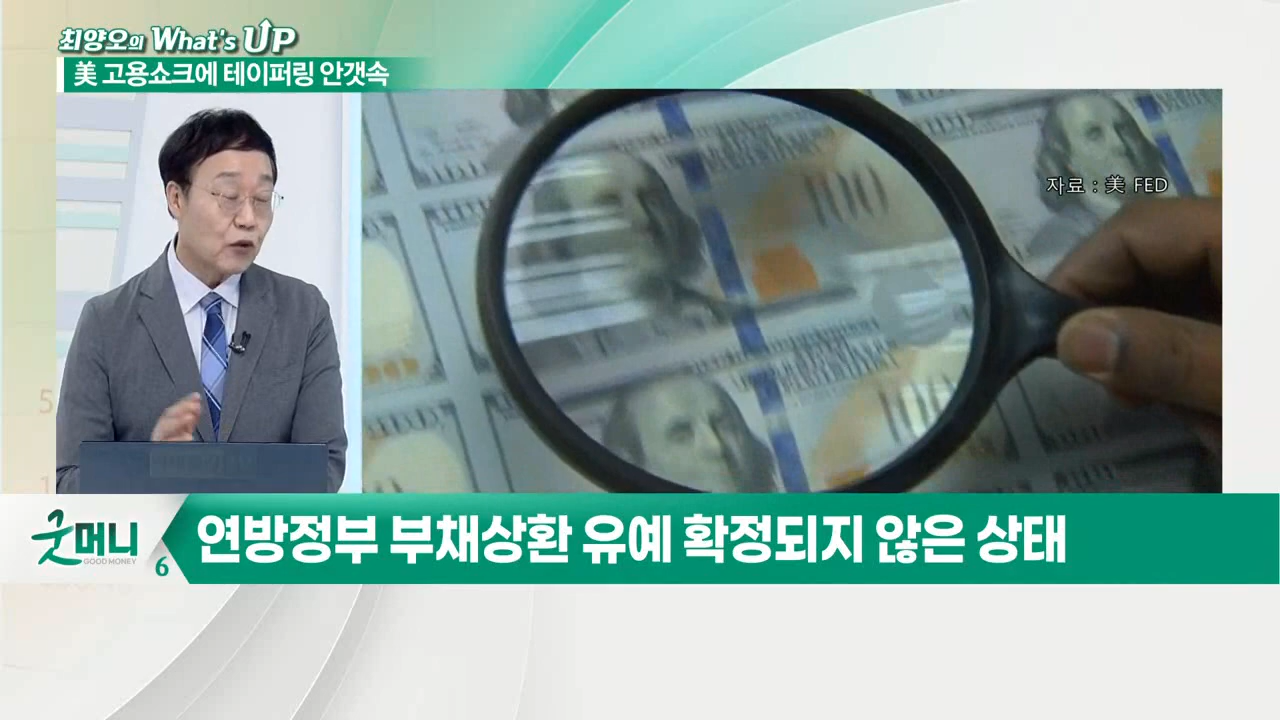 최양오의 What's UP
美 고용쇼크에 테이퍼링 안갯속
자료 : 美 FED
100
100
굿머니
GOOD MONEY
6
연방정부 부채상환 유예 확정되지 않은 상태